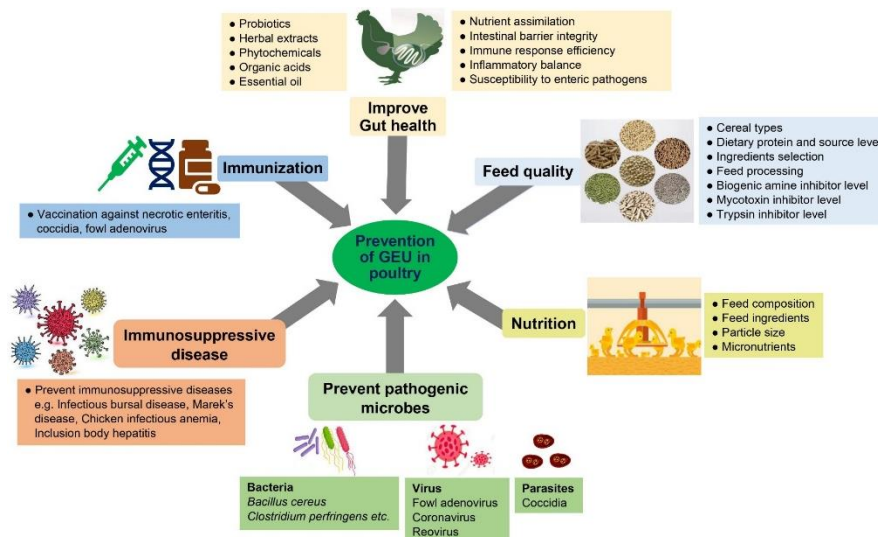 ● Probiotics
● Herbal extracts
● Phytochemicals
● Organic acids
● Essential oil
● Nutrient assimilation
● Intestinal barrier integrity
● Immune response efficiency
● Inflammatory balance
● Susceptibility to enteric pathogens
Improve
Gut health
Immunization
● Vaccination against necrotic enteritis,
coccidia, fowl adenovirus
Feed quality
● Cereal types
● Dietary protein and source level
● Ingredients selection
● Feed processing
● Biogenic amine inhibitor level
● Mycotoxin inhibitor level
● Trypsin inhibitor level
Prevention
of GEU in
poultry
Immunosuppressive
disease
● Prevent immunosuppressive diseases
e.g. Infectious bursal disease, Marek's
disease, Chicken infectious anemia,
Inclusion body hepatitis
Nutrition
● Feed composition
● Feed ingredients
● Particle size
● Micronutrients
Prevent pathogenic
microbes
Bacteria
Bacillus cereus
Clostridium perfringens etc.
Virus
Fowl adenovirus
Coronavirus
Reovirus
Parasites
Coccidia